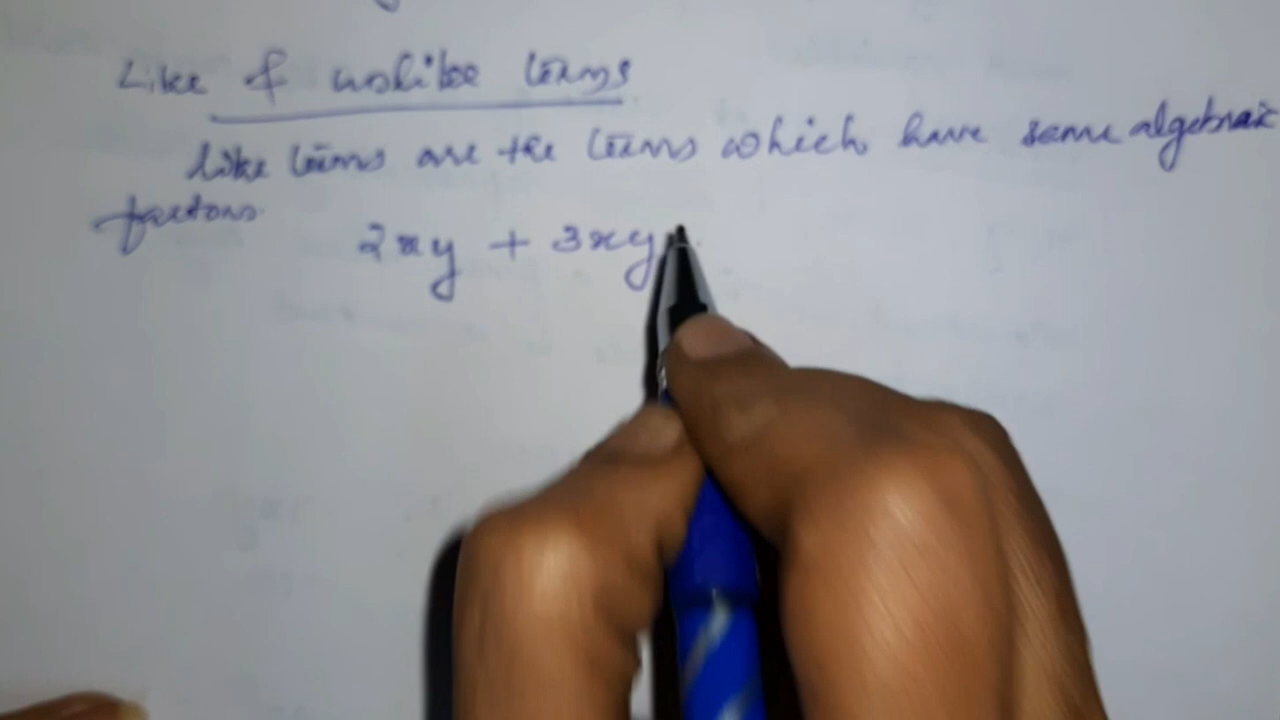 Like & unlike terms
Like terms are the terms which have same algebraic
factors.
2xy + 3xy